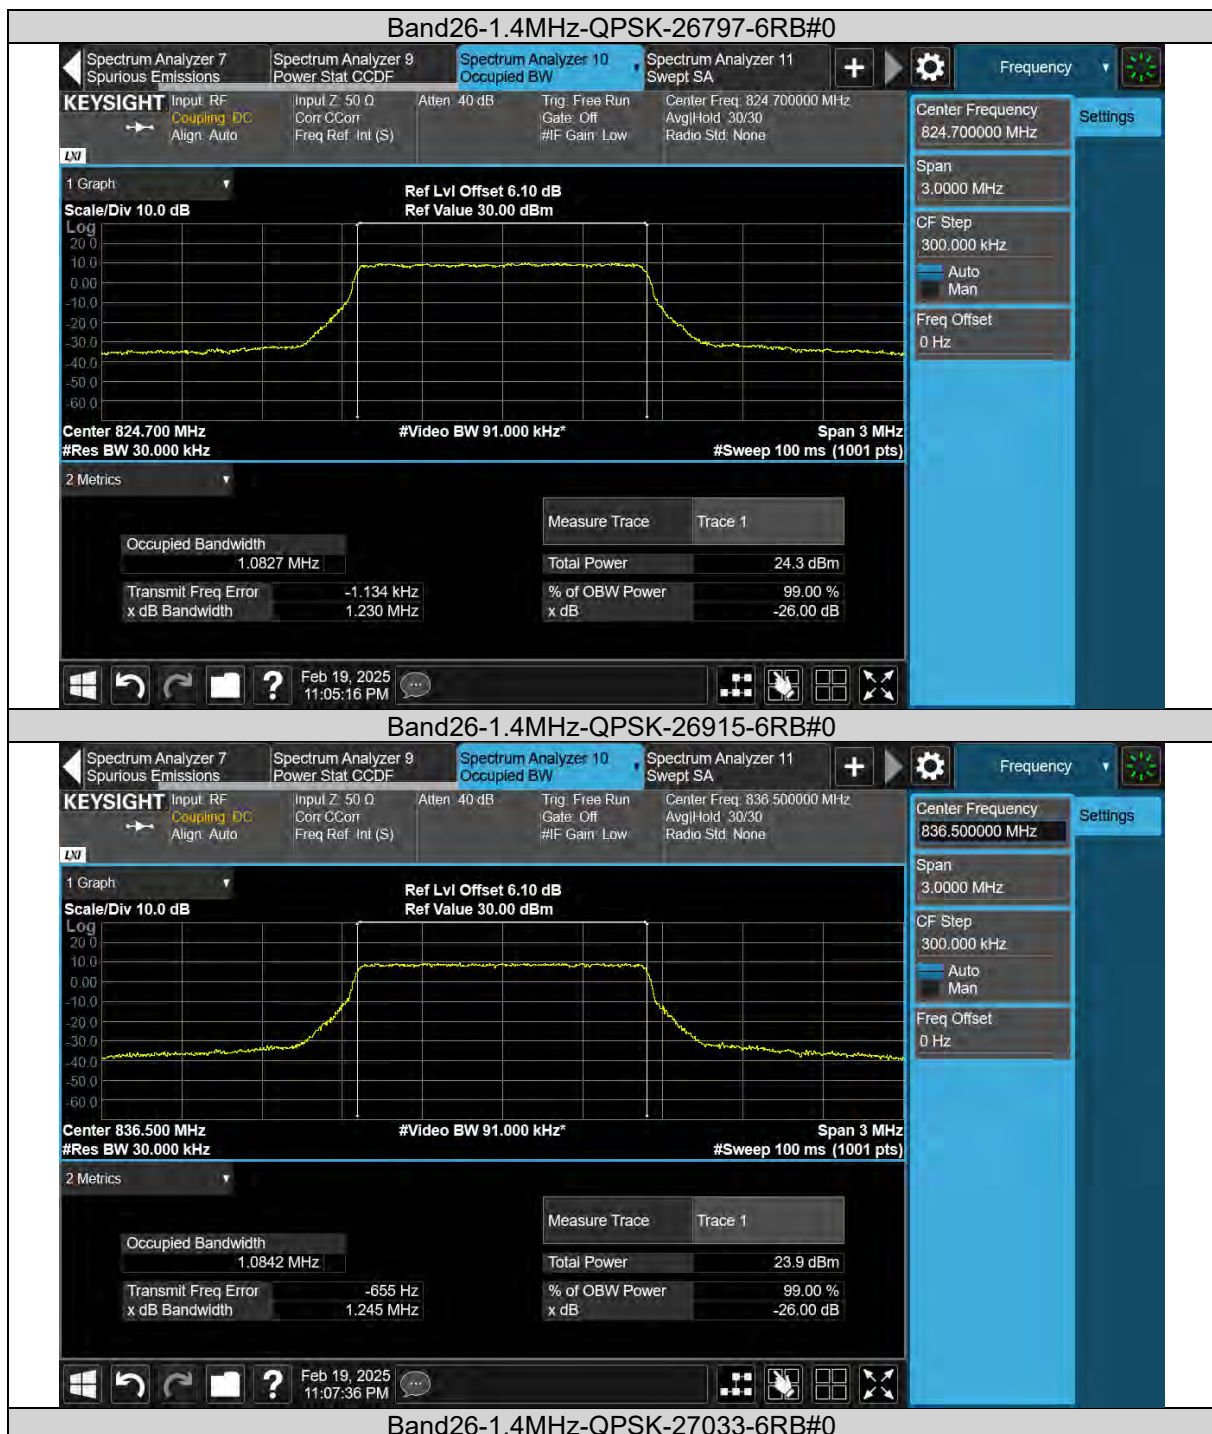 Band26-1.4MHz-QPSK-26797-6RB#0
Spectrum Analyzer 7
Spurious Emissions
Spectrum Analyzer 9
Power Stat CCDF
Spectrum Analyzer 10
Occupied BW
Spectrum Analyzer 11
Swept SA
Frequency
KEYSIGHT
Input: RF
Coupling: DC
Align: Auto
Input Z: 50 Ω
Corr CCorr
Freq Ref: Int (S)
Atten: 40 dB
Trig: Free Run
Gate: Off
#IF Gain: Low
Center Freq: 824.700000 MHz
Avg|Hold: 30/30
Radio Std: None
LXI
Center Frequency
824.700000 MHz
Settings
Span
3.0000 MHz
CF Step
300.000 kHz
Auto
Man
Freq Offset
0 Hz
1 Graph
Scale/Div 10.0 dB
Ref Lvl Offset 6.10 dB
Ref Value 30.00 dBm
Log
20.0
10.0
0.00
-10.0
-20.0
-30.0
-40.0
-50.0
-60.0
Center 824.700 MHz
#Res BW 30.000 kHz
#Video BW 91.000 kHz*
Span 3 MHz
#Sweep 100 ms (1001 pts)
2 Metrics
Measure Trace Trace 1
Occupied Bandwidth
1.0827 MHz
Total Power 24.3 dBm
Transmit Freq Error -1.134 kHz
x dB Bandwidth 1.230 MHz
% of OBW Power 99.00 %
x dB -26.00 dB
?
Feb 19, 2025
11:05:16 PM
Band26-1.4MHz-QPSK-26915-6RB#0
Spectrum Analyzer 7
Spurious Emissions
Spectrum Analyzer 9
Power Stat CCDF
Spectrum Analyzer 10
Occupied BW
Spectrum Analyzer 11
Swept SA
Frequency
KEYSIGHT
Input: RF
Coupling: DC
Align: Auto
Input Z: 50 Ω
Corr CCorr
Freq Ref: Int (S)
Atten: 40 dB
Trig: Free Run
Gate: Off
#IF Gain: Low
Center Freq: 836.500000 MHz
Avg|Hold: 30/30
Radio Std: None
LXI
Center Frequency
836.500000 MHz
Settings
Span
3.0000 MHz
CF Step
300.000 kHz
Auto
Man
Freq Offset
0 Hz
1 Graph
Scale/Div 10.0 dB
Ref Lvl Offset 6.10 dB
Ref Value 30.00 dBm
Log
20.0
10.0
0.00
-10.0
-20.0
-30.0
-40.0
-50.0
-60.0
Center 836.500 MHz
#Res BW 30.000 kHz
#Video BW 91.000 kHz*
Span 3 MHz
#Sweep 100 ms (1001 pts)
2 Metrics
Measure Trace Trace 1
Occupied Bandwidth
1.0842 MHz
Total Power 23.9 dBm
Transmit Freq Error -655 Hz
x dB Bandwidth 1.245 MHz
% of OBW Power 99.00 %
x dB -26.00 dB
?
Feb 19, 2025
11:07:36 PM
Band26-1.4MHz-QPSK-27033-6RB#0